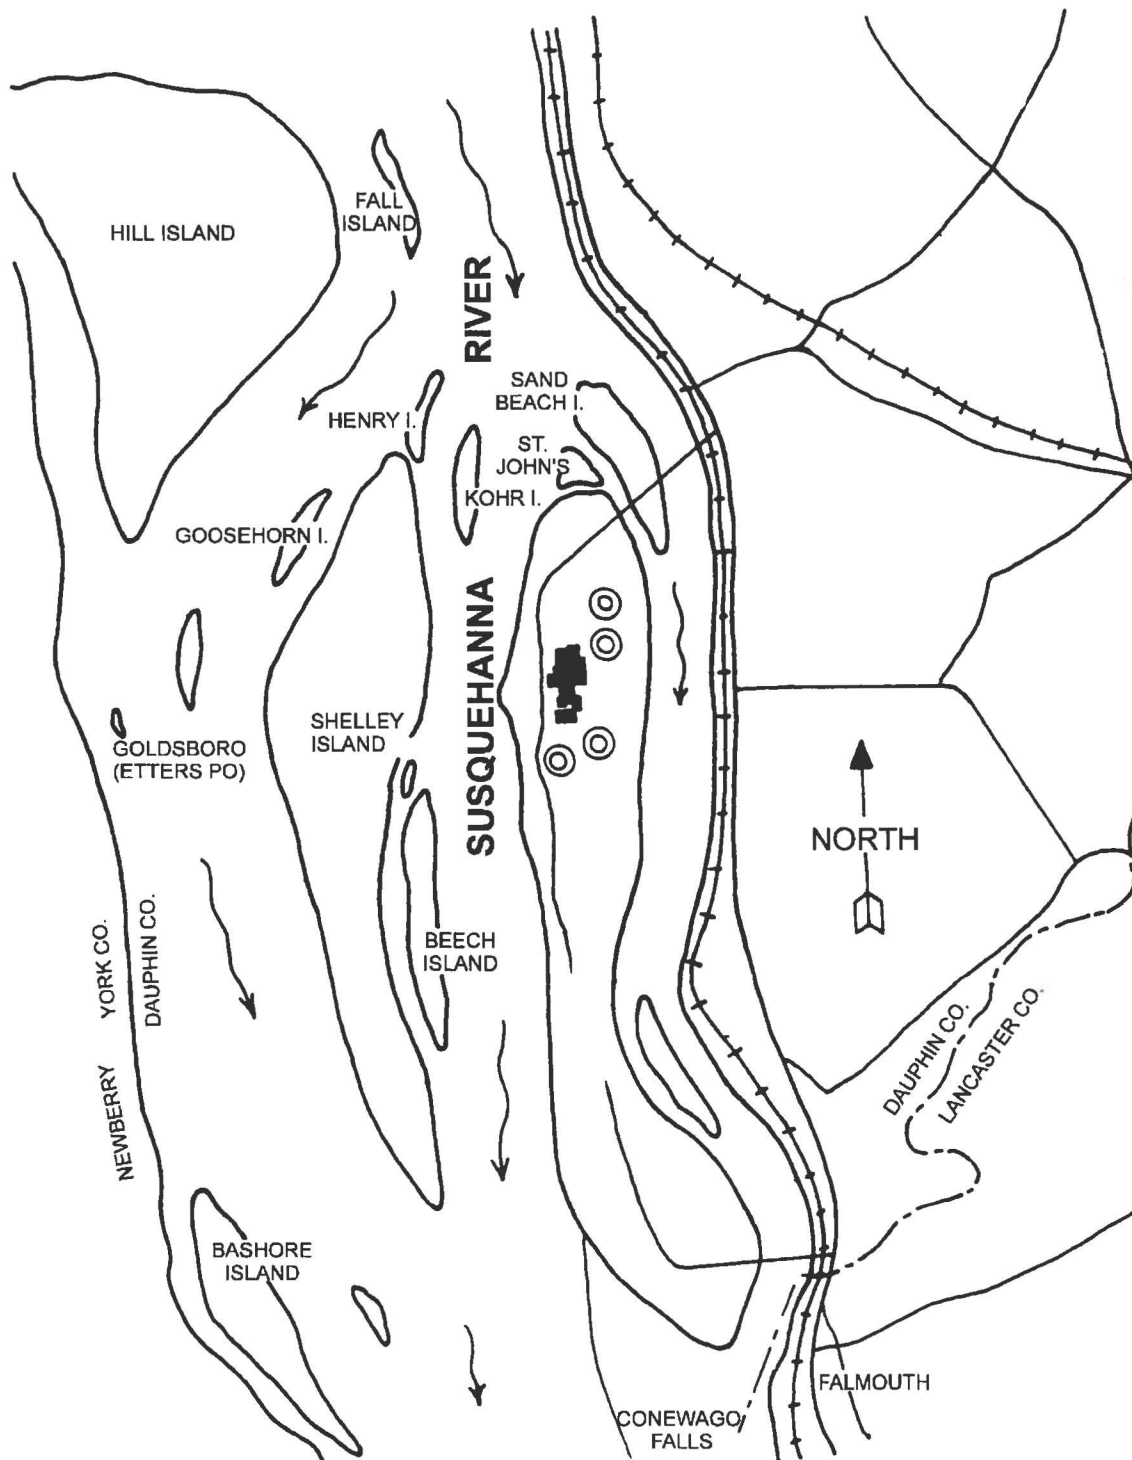 FALL
ISLAND
HILL ISLAND
RIVER
SAND
BEACH I.
HENRY I.
ST.
JOHN'S
KOHR I.
GOOSEHORN I.
SUSQUEHANNA
SHELLEY
ISLAND
GOLDSBORO
(ETTERS PO)
NORTH
YORK CO.
DAUPHIN CO.
BEECH
ISLAND
NEWBERRY
DAUPHIN CO.
LANCASTER CO.
BASHORE
ISLAND
FALMOUTH
CONEWAGO
FALLS